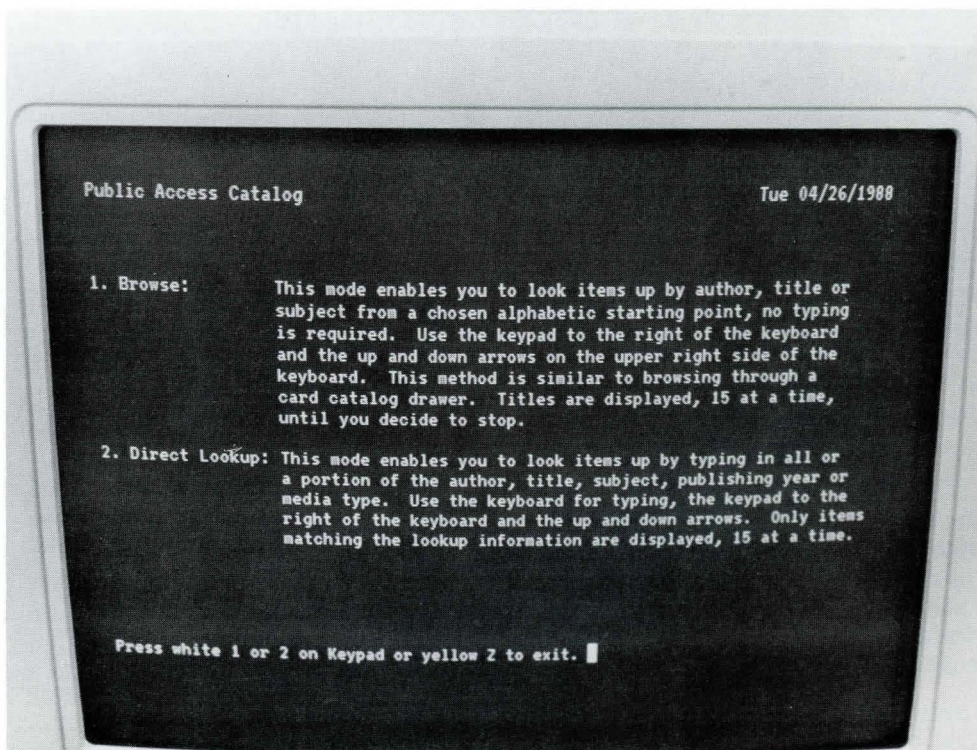 Public Access Catalog
Tue 04/26/1988
1. Browse:
This mode enables you to look items up by author, title or
subject from a chosen alphabetic starting point, no typing
is required. Use the keypad to the right of the keyboard
and the up and down arrows on the upper right side of the
keyboard. This method is similar to browsing through a
card catalog drawer. Titles are displayed, 15 at a time,
until you decide to stop.
2. Direct Lookup:
This mode enables you to look items up by typing in all or
a portion of the author, title, subject, publishing year or
media type. Use the keyboard for typing, the keypad to the
right of the keyboard and the up and down arrows. Only items
matching the lookup information are displayed, 15 at a time.
Press white 1 or 2 on Keypad or yellow Z to exit.